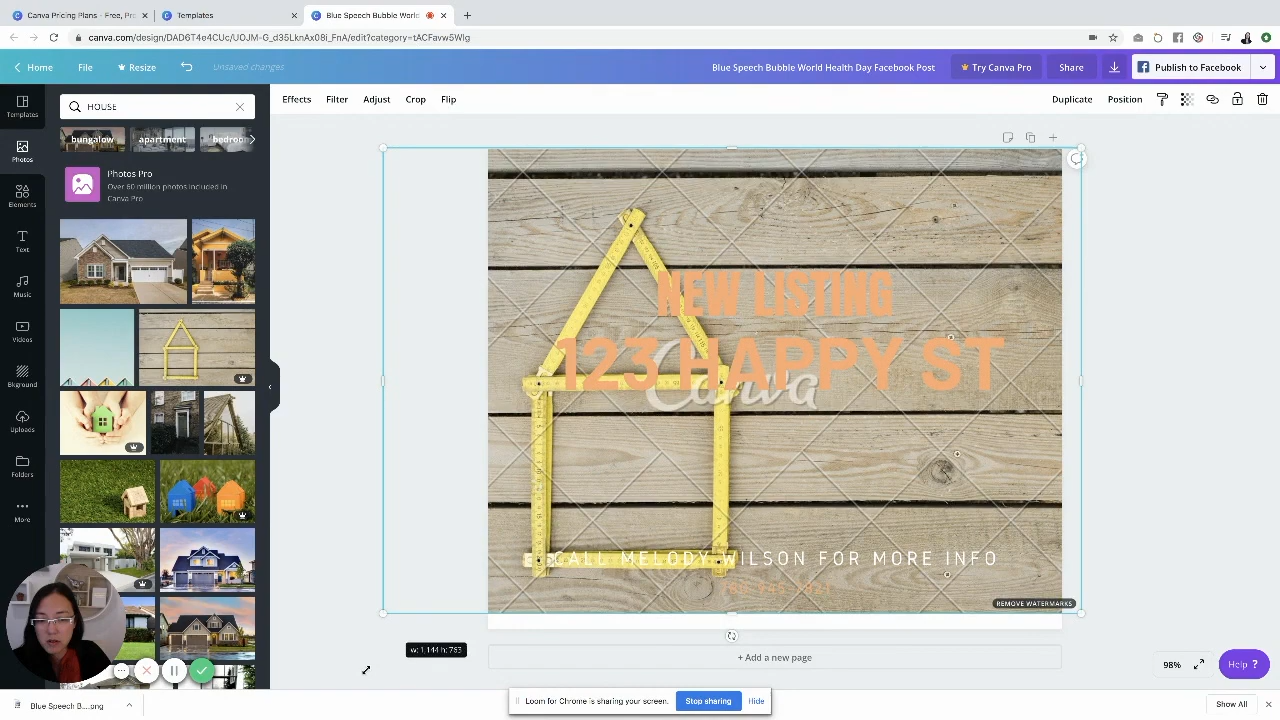 Canva Pricing Plans - Free, Pr
Templates
Blue Speech Bubble World
canva.com/design/DAD6T4e4CUc/UOJM-G_d35LknAx08i_FnA/edit?category=tACFavw5WIg
Home
File
Resize
Unsaved changes
Blue Speech Bubble World Health Day Facebook Post
Try Canva Pro
Share
Publish to Facebook
Templates
Photos
Elements
Text
Music
Videos
Bkground
Uploads
Folders
More
HOUSE
bungalow
apartment
bedroo
Photos Pro
Over 60 million photos included in
Canva Pro
Effects
Filter
Adjust
Crop
Flip
Duplicate
Position
NEW LISTING
123 HAPPY ST
Canva
CALL MELODY WILSON FOR MORE INFO
REMOVE WATERMARKS
w: 1,144 h: 763
+ Add a new page
98%
Help ?
Loom for Chrome is sharing your screen.
Stop sharing
Hide
Blue Speech B....png
Show All